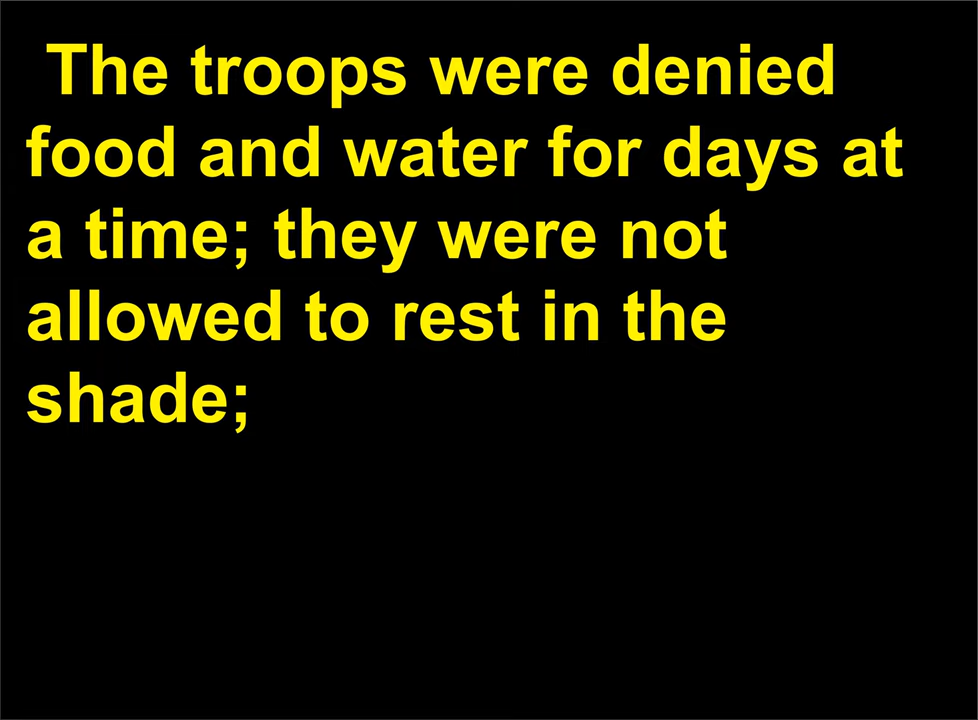 The troops were denied
food and water for days at
a time; they were not
allowed to rest in the
shade;